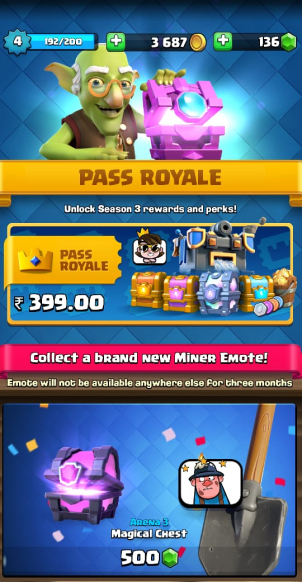 4 192/200 3 687 136
PASS ROYALE
Unlock Season 3 rewards and perks!
PASS
ROYALE
₹ 399.00
Collect a brand new Miner Emote!
Emote will not be available anywhere else for three months
Arena 3
Magical Chest
500